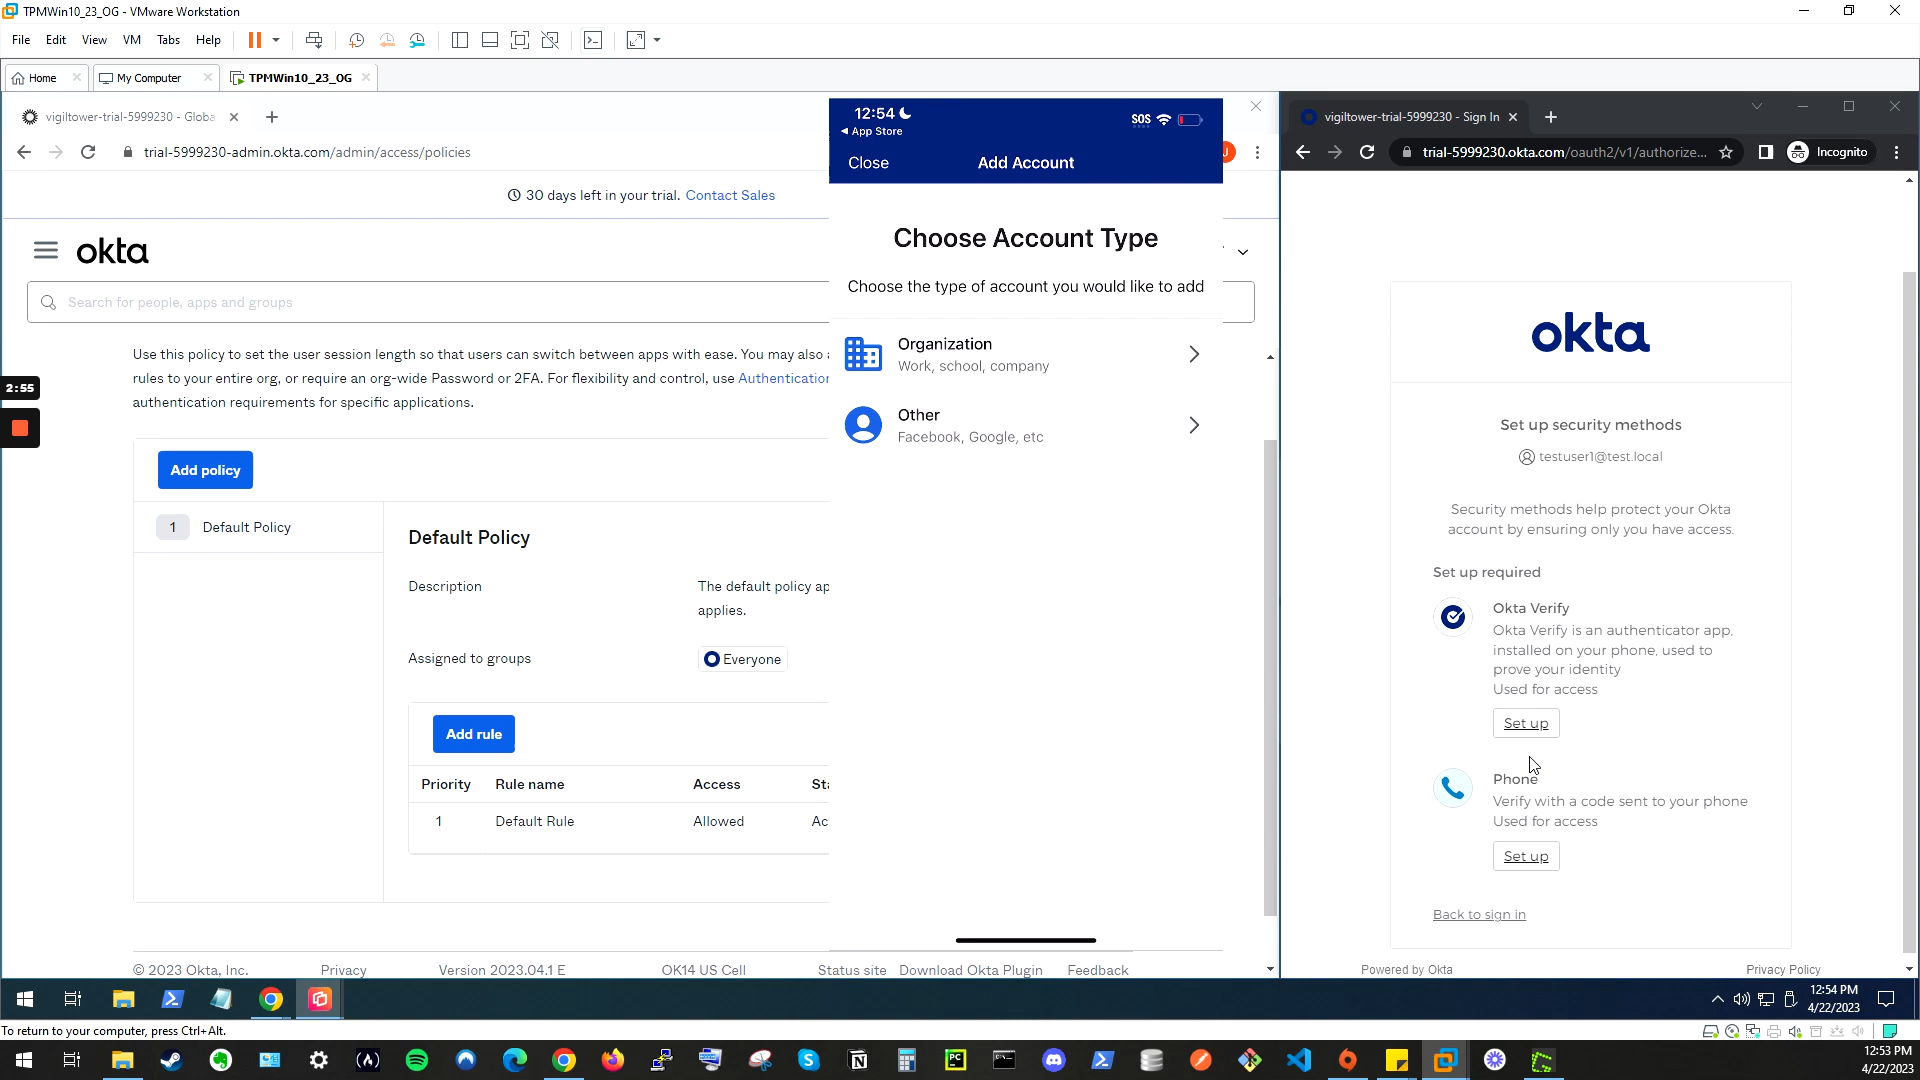 TPMWin10_23_OG - VMware Workstation
File Edit View VM Tabs Help
Home
My Computer
TPMWin10_23_OG
vigiltower-trial-5999230 - Globa
trial-5999230-admin.okta.com/admin/access/policies
30 days left in your trial. Contact Sales
okta
Search for people, apps and groups
Use this policy to set the user session length so that users can switch between apps with ease. You may also
rules to your entire org, or require an org-wide Password or 2FA. For flexibility and control, use Authentication
authentication requirements for specific applications.
2:55
Add policy
1 Default Policy
Default Policy
Description
The default policy ap
applies.
Assigned to groups
Everyone
Add rule
Priority Rule name Access Sta
1 Default Rule Allowed Ac
© 2023 Okta, Inc. Privacy Version 2023.04.1 E OK14 US Cell Status site Download Okta Plugin Feedback
12:54
SOS
App Store
Close
Add Account
Choose Account Type
Choose the type of account you would like to add
Organization
Work, school, company
Other
Facebook, Google, etc
vigiltower-trial-5999230 - Sign In
trial-5999230.okta.com/oauth2/v1/authorize...
Incognito
okta
Set up security methods
testuser1@test.local
Security methods help protect your Okta
account by ensuring only you have access.
Set up required
Okta Verify
Okta Verify is an authenticator app,
installed on your phone, used to
prove your identity
Used for access
Set up
Phone
Verify with a code sent to your phone
Used for access
Set up
Back to sign in
Powered by Okta
Privacy Policy
12:54 PM
4/22/2023
To return to your computer, press Ctrl+Alt.
12:53 PM
4/22/2023